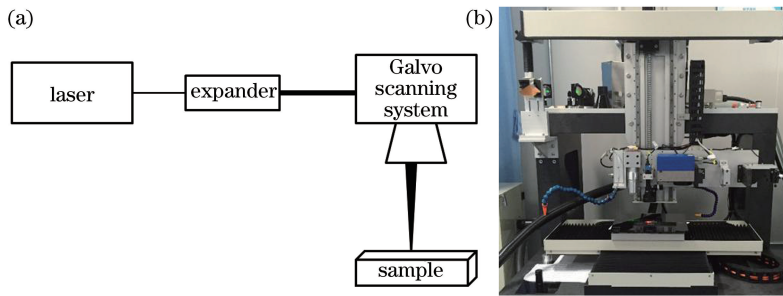 (a)
(b)
laser
expander
Galvo
scanning
system
sample